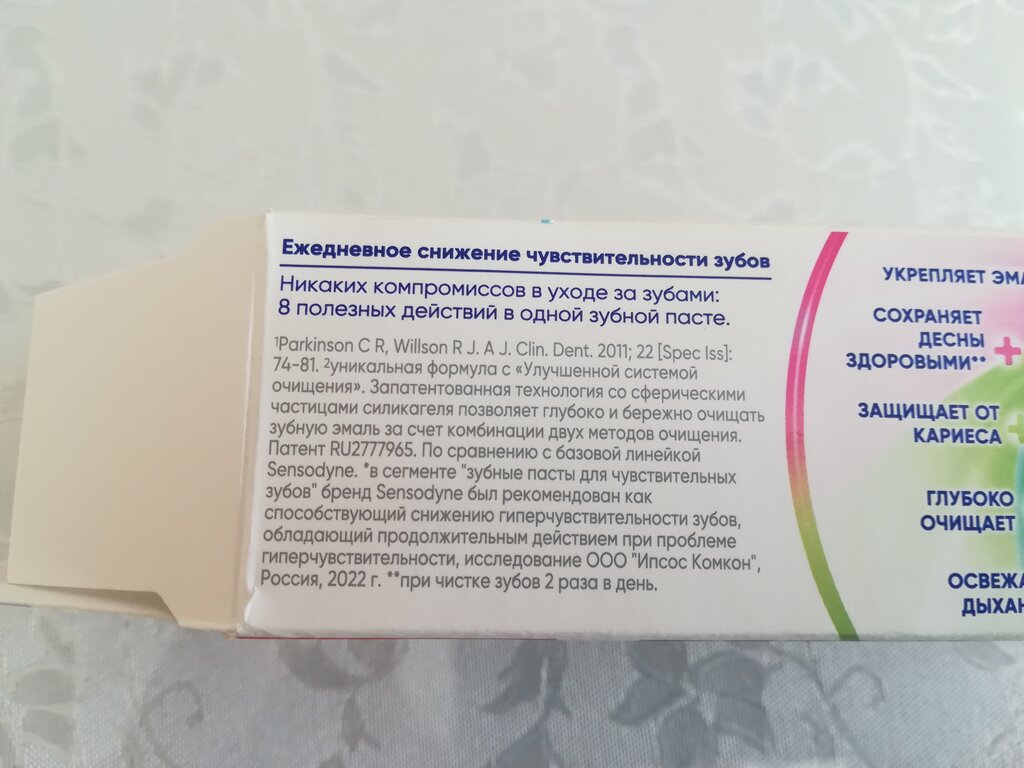 Ежедневное снижение чувствительности зубов
Никаких компромиссов в уходе за зубами:
8 полезных действий в одной зубной пасте.
¹Parkinson C R, Willson R J. A J. Clin. Dent. 2011; 22 [Spec Iss]:
74-81. ²уникальная формула с «Улучшенной системой
очищения». Запатентованная технология со сферическими
частицами силикагеля позволяет глубоко и бережно очищать
зубную эмаль за счет комбинации двух методов очищения.
Патент RU2777965. По сравнению с базовой линейкой
Sensodyne. *в сегменте "зубные пасты для чувствительных
зубов" бренд Sensodyne был рекомендован как
способствующий снижению гиперчувствительности зубов,
обладающий продолжительным действием при проблеме
гиперчувствительности, исследование ООО "Ипсос Комкон",
Россия, 2022 г. **при чистке зубов 2 раза в день.
УКРЕПЛЯЕТ ЭМА
СОХРАНЯЕТ
ДЕСНЫ
ЗДОРОВЫМИ**
ЗАЩИЩАЕТ ОТ
КАРИЕСА
ГЛУБОКО
ОЧИЩАЕТ
ОСВЕЖА
ДЫХАН